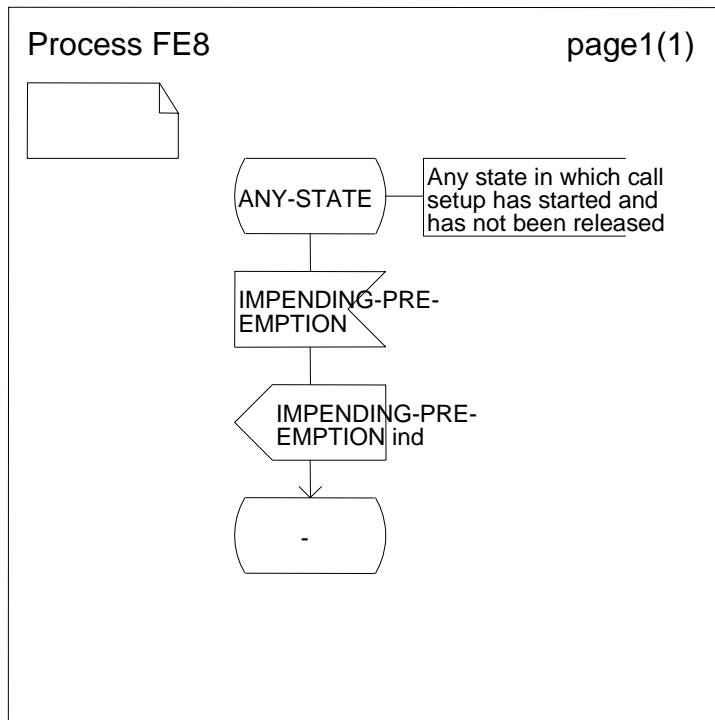 Process FE8
page1(1)
ANY-STATE
Any state in which call
setup has started and
has not been released
IMPENDING-PRE-
EMPTION
IMPENDING-PRE-
EMPTION ind
-